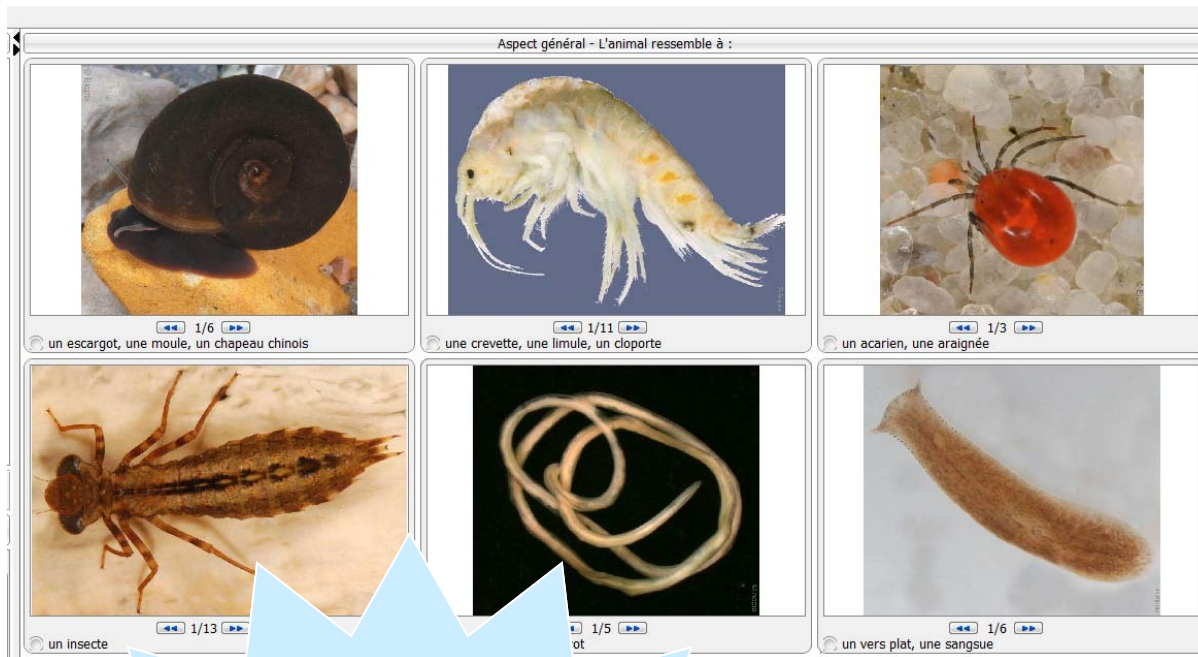 Aspect général - L'animal ressemble à :
1/6
un escargot, une moule, un chapeau chinois
1/11
une crevette, une limule, un cloporte
1/3
un acarien, une araignée
1/13
un insecte
1/5
1/6
un vers plat, une sangsue